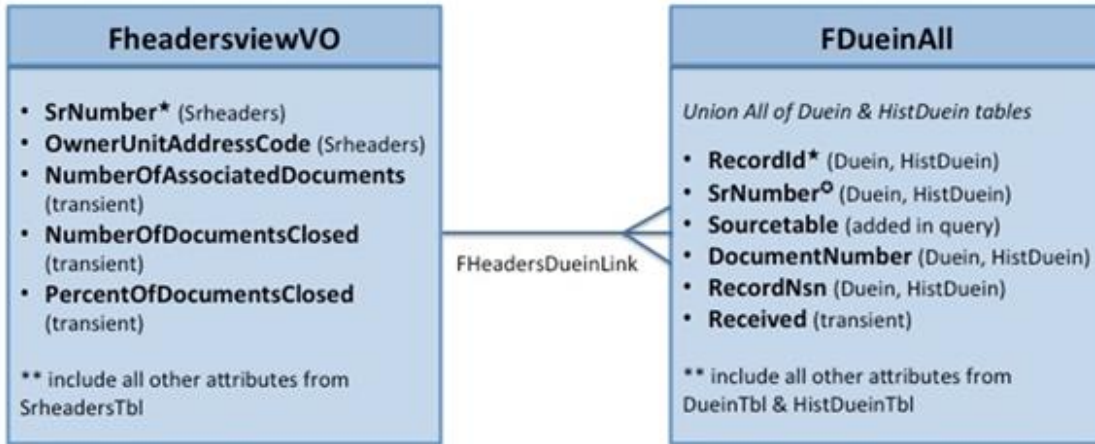 FheadersviewVO
• SrNumber* (Srheaders)
• OwnerUnitAddressCode (Srheaders)
• NumberOfAssociatedDocuments
(transient)
• NumberOfDocumentsClosed
(transient)
• PercentOfDocumentsClosed
(transient)
** include all other attributes from
SrheadersTbl
FHeadersDueinLink
FDueinAll
Union All of Duein & HistDuein tables
• RecordId* (Duein, HistDuein)
• SrNumber° (Duein, HistDuein)
• Sourcetable (added in query)
• DocumentNumber (Duein, HistDuein)
• RecordNsn (Duein, HistDuein)
• Received (transient)
** include all other attributes from
DueinTbl & HistDueinTbl